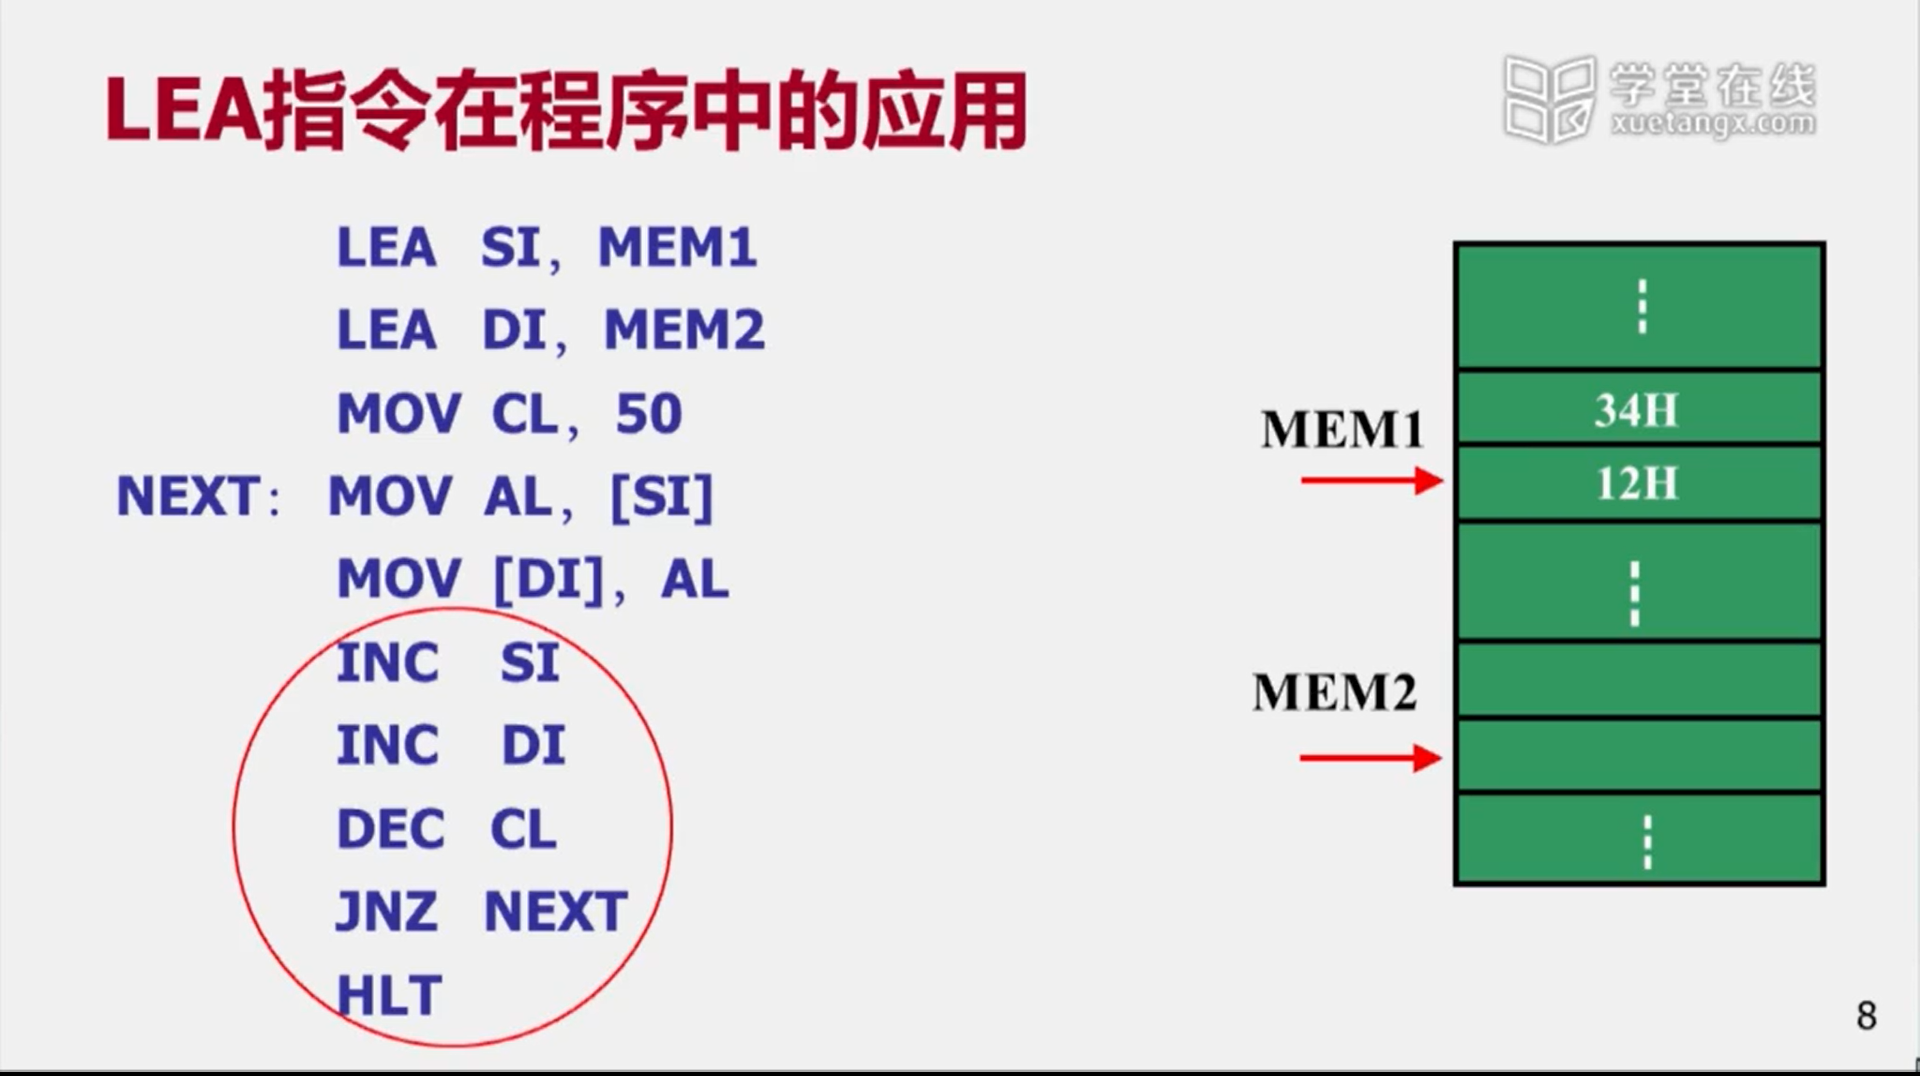 LEA指令在程序中的应用
学堂在线
xuetangx.com
LEA SI, MEM1
LEA DI, MEM2
MOV CL, 50
NEXT: MOV AL, [SI]
MOV [DI], AL
INC SI
INC DI
DEC CL
JNZ NEXT
HLT
34H
MEM1
12H
MEM2
8